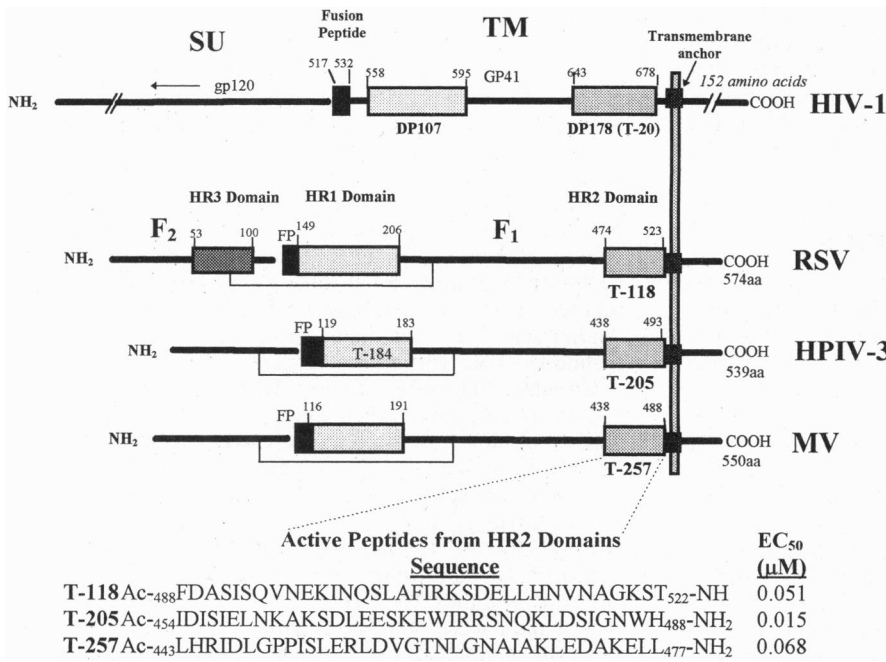 Fusion Peptide
SU
TM
Transmembrane anchor
517 532 558 595 643 678
GP41
gp120
152 amino acids
NH2
COOH
HIV-1
DP107
DP178 (T-20)
HR3 Domain
HR1 Domain
HR2 Domain
F2
F1
53 100 FP 149 206 474 523
NH2
COOH
RSV
T-118
574aa
FP 119 183 438 493
NH2
T-184
COOH
HPIV-3
T-205
539aa
FP 116 191 438 488
NH2
COOH
MV
T-257
550aa
Active Peptides from HR2 Domains
EC50
Sequence
(μM)
T-118 Ac-488FDASISQVNEKINQSLAFIRKSDELLHNVNAGKST522-NH 0.051
T-205 Ac-454IDISIELNKAKSDLEESKEWIRRSNQKLDSIGNWH488-NH2 0.015
T-257 Ac-443LHRIDLGPPISLERLDVGTNLGNAIAKLEDAKELL477-NH2 0.068